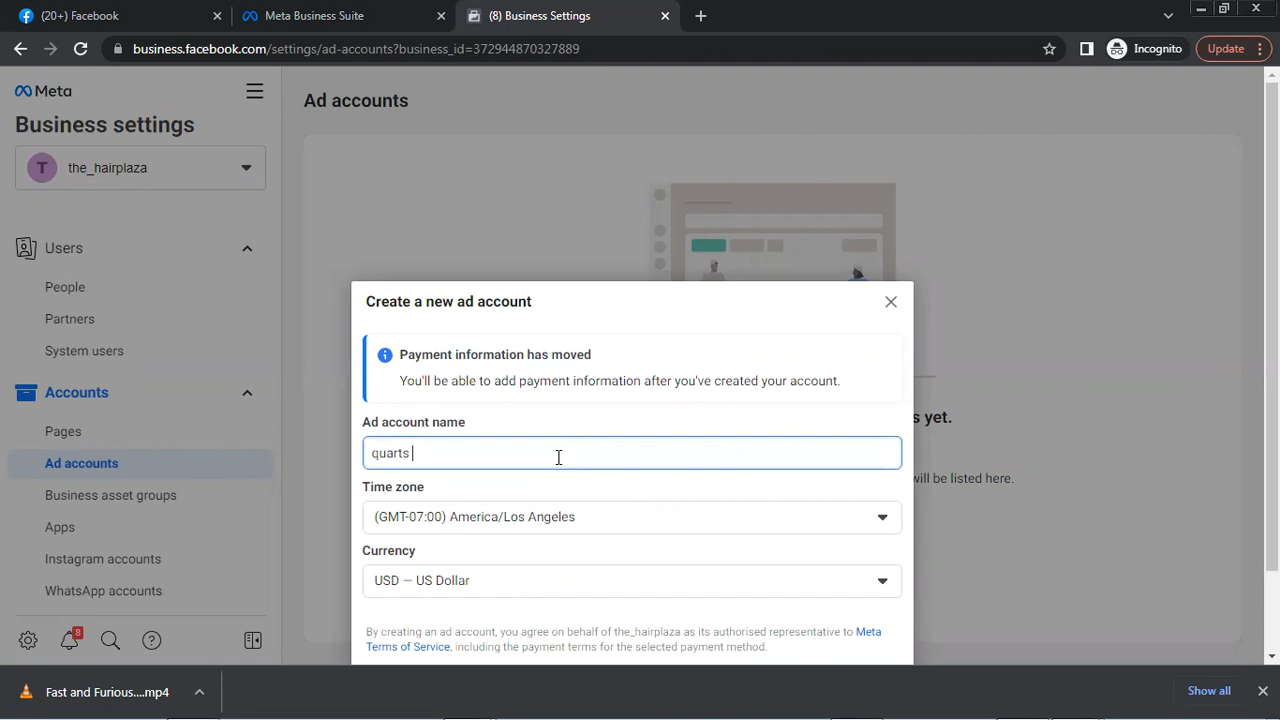 (20+) Facebook
Meta Business Suite
(8) Business Settings
business.facebook.com/settings/ad-accounts?business_id=372944870327889
Incognito
Update
Meta
Business settings
T the_hairplaza
Users
People
Partners
System users
Accounts
Pages
Ad accounts
Business asset groups
Apps
Instagram accounts
WhatsApp accounts
8
Ad accounts
s yet.
will be listed here.
Create a new ad account
Payment information has moved
You'll be able to add payment information after you've created your account.
Ad account name
quarts
Time zone
(GMT-07:00) America/Los Angeles
Currency
USD — US Dollar
By creating an ad account, you agree on behalf of the_hairplaza as its authorised representative to Meta
Terms of Service, including the payment terms for the selected payment method.
Fast and Furious....mp4
Show all